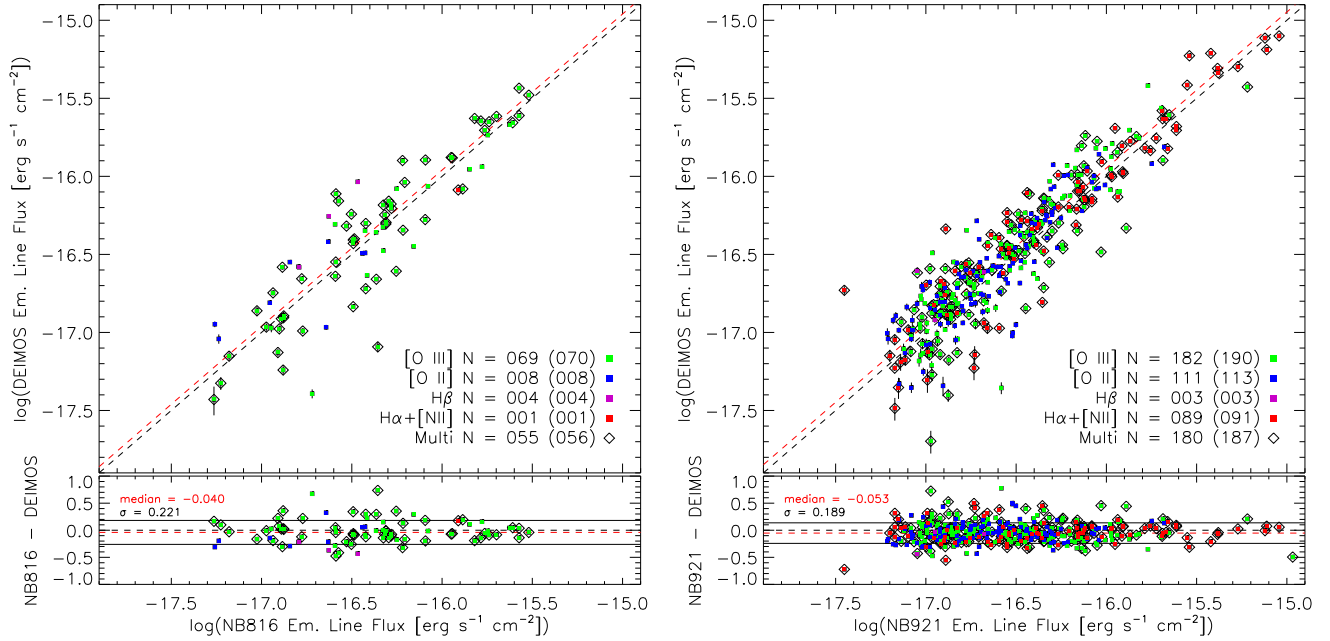 −15.0
−15.5
−16.0
−16.5
−17.0
−17.5
log(DEIMOS Em. Line Flux [erg s⁻¹ cm⁻²])
[O III] N = 069 (070)
[O II] N = 008 (008)
Hβ N = 004 (004)
Hα+[NII] N = 001 (001)
Multi N = 055 (056)
1.0
0.5
0.0
−0.5
−1.0
NB816 − DEIMOS
median = −0.040
σ = 0.221
−17.5 −17.0 −16.5 −16.0 −15.5 −15.0
log(NB816 Em. Line Flux [erg s⁻¹ cm⁻²])
−15.0
−15.5
−16.0
−16.5
−17.0
−17.5
log(DEIMOS Em. Line Flux [erg s⁻¹ cm⁻²])
[O III] N = 182 (190)
[O II] N = 111 (113)
Hβ N = 003 (003)
Hα+[NII] N = 089 (091)
Multi N = 180 (187)
1.0
0.5
0.0
−0.5
−1.0
NB921 − DEIMOS
median = −0.053
σ = 0.189
−17.5 −17.0 −16.5 −16.0 −15.5 −15.0
log(NB921 Em. Line Flux [erg s⁻¹ cm⁻²])